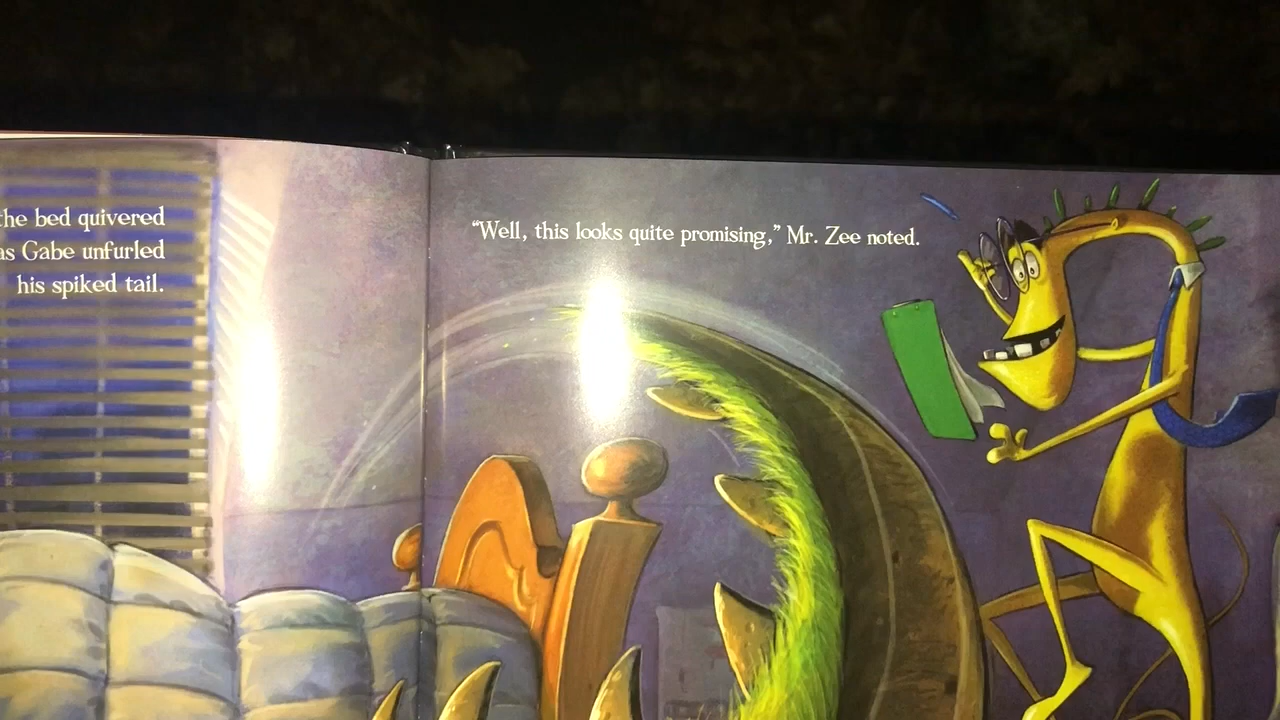 the bed quivered
as Gabe unfurled
his spiked tail.
“Well, this looks quite promising,” Mr. Zee noted.